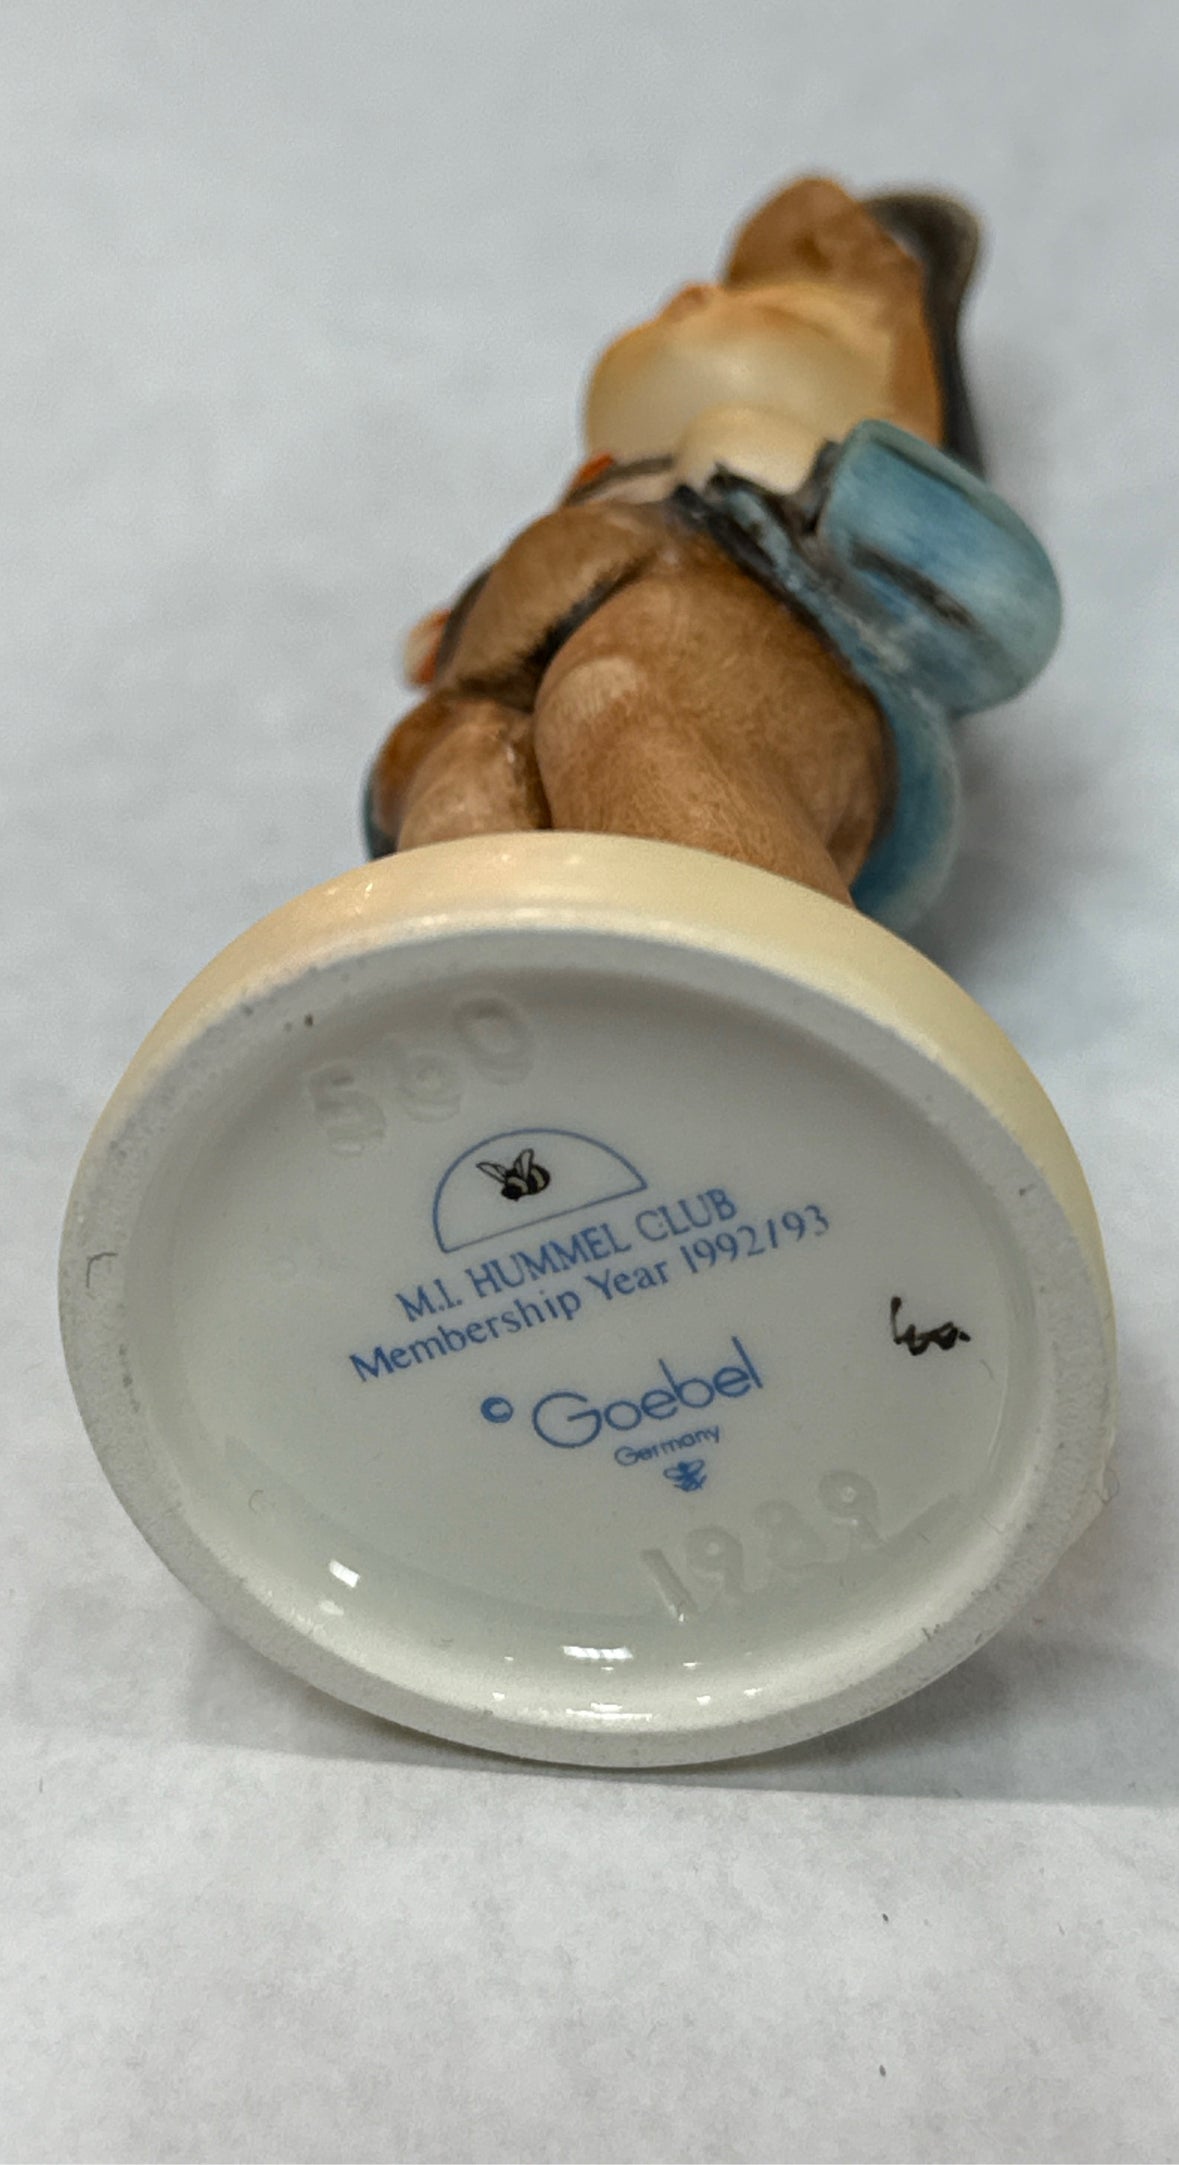 560
M.I. HUMMEL CLUB
Membership Year 1992/93
© Goebel
Germany
1989